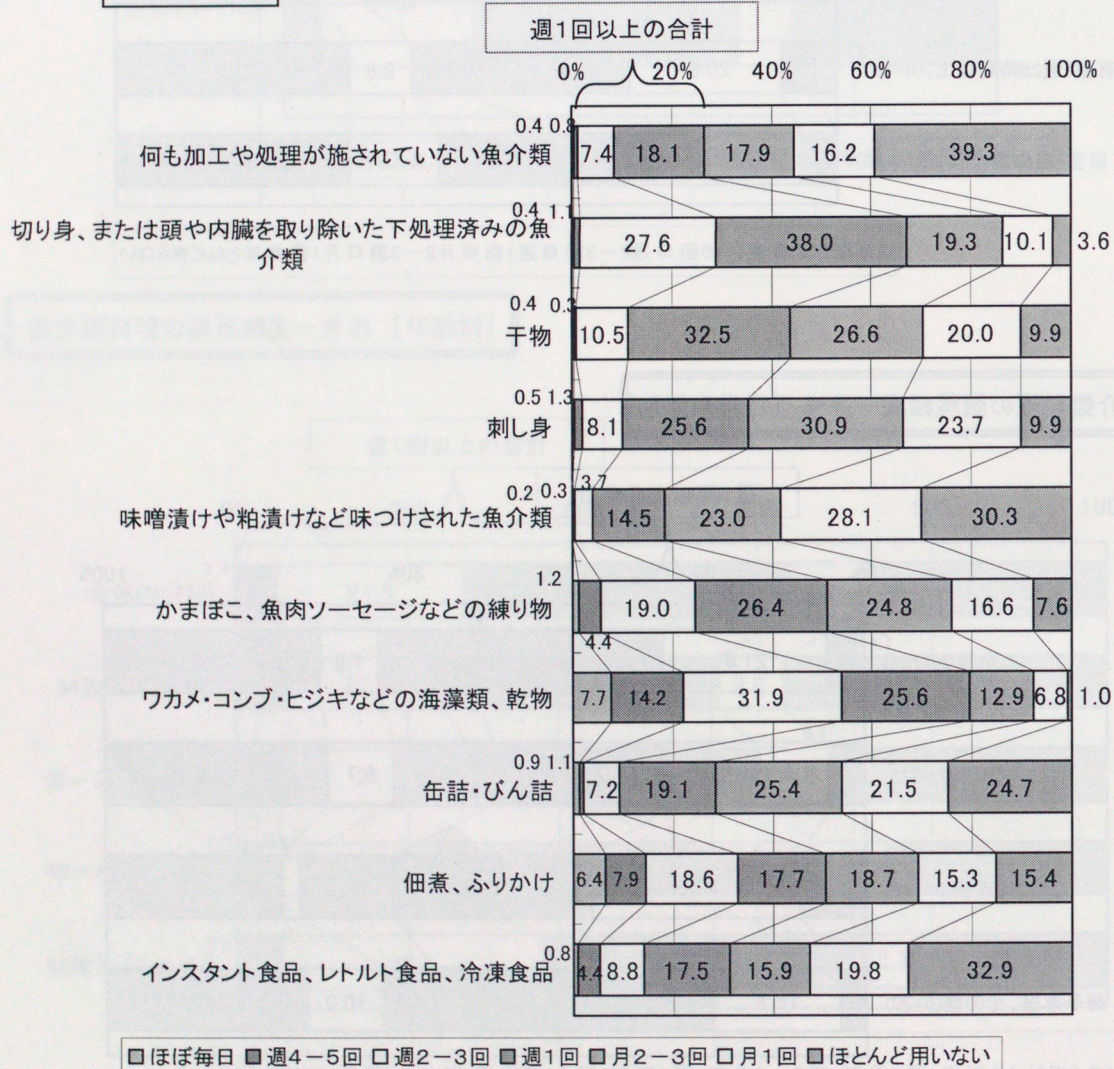 週1回以上の合計
0% 20% 40% 60% 80% 100%
0.4 0.8
何も加工や処理が施されていない魚介類 7.4 18.1 17.9 16.2 39.3
0.4 1.1
切り身、または頭や内臓を取り除いた下処理済みの魚
介類 27.6 38.0 19.3 10.1 3.6
0.4 0.3
干物 10.5 32.5 26.6 20.0 9.9
0.5 1.3
刺し身 8.1 25.6 30.9 23.7 9.9
0.2 0.3 3.7
味噌漬けや粕漬けなど味つけされた魚介類 14.5 23.0 28.1 30.3
1.2
かまぼこ、魚肉ソーセージなどの練り物 19.0 26.4 24.8 16.6 7.6
4.4
ワカメ・コンブ・ヒジキなどの海藻類、乾物 7.7 14.2 31.9 25.6 12.9 6.8 1.0
0.9 1.1
缶詰・びん詰 7.2 19.1 25.4 21.5 24.7
佃煮、ふりかけ 6.4 7.9 18.6 17.7 18.7 15.3 15.4
0.8
インスタント食品、レトルト食品、冷凍食品 4.4 8.8 17.5 15.9 19.8 32.9
ほぼ毎日 週4－5回 週2－3回 週1回 月2－3回 月1回 ほとんど用いない